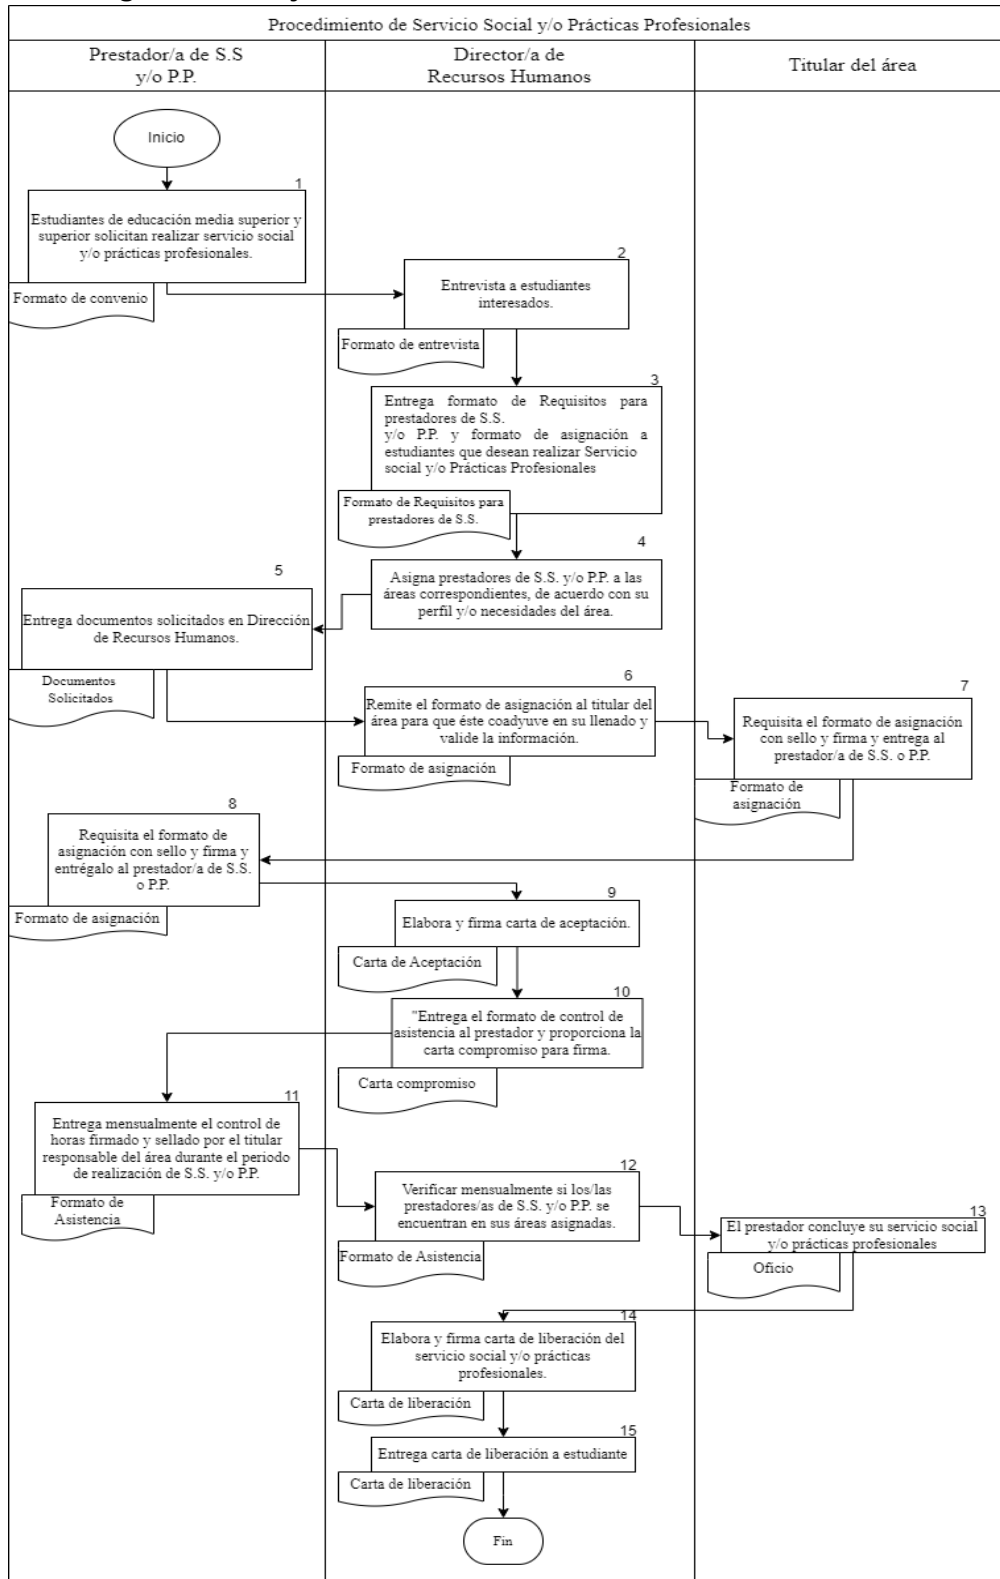 Procedimiento de Servicio Social y/o Prácticas Profesionales
Prestador/a de S.S
y/o P.P.
Director/a de
Recursos Humanos
Titular del área
Inicio
1
Estudiantes de educación media superior y
superior solicitan realizar servicio social
y/o prácticas profesionales.
Formato de convenio
2
Entrevista a estudiantes
interesados.
Formato de entrevista
3
Entrega formato de Requisitos para
prestadores de S.S.
y/o P.P. y formato de asignación a
estudiantes que desean realizar Servicio
social y/o Prácticas Profesionales
Formato de Requisitos para
prestadores de S.S.
4
Asigna prestadores de S.S. y/o P.P. a las
áreas correspondientes, de acuerdo con su
perfil y/o necesidades del área.
5
Entrega documentos solicitados en Dirección
de Recursos Humanos.
Documentos
Solicitados
6
Remite el formato de asignación al titular del
área para que éste coadyuve en su llenado y
valide la información.
Formato de asignación
7
Requisita el formato de asignación
con sello y firma y entrega al
prestador/a de S.S. o P.P.
Formato de
asignación
8
Requisita el formato de
asignación con sello y firma y
entrégalo al prestador/a de S.S.
o P.P.
Formato de asignación
9
Elabora y firma carta de aceptación.
Carta de Aceptación
10
"Entrega el formato de control de
asistencia al prestador y proporciona la
carta compromiso para firma.
Carta compromiso
11
Entrega mensualmente el control de
horas firmado y sellado por el titular
responsable del área durante el periodo
de realización de S.S. y/o P.P.
Formato de
Asistencia
12
Verificar mensualmente si los/las
prestadores/as de S.S. y/o P.P. se
encuentran en sus áreas asignadas.
Formato de Asistencia
13
El prestador concluye su servicio social
y/o prácticas profesionales
Oficio
14
Elabora y firma carta de liberación del
servicio social y/o prácticas
profesionales.
Carta de liberación
15
Entrega carta de liberación a estudiante
Carta de liberación
Fin